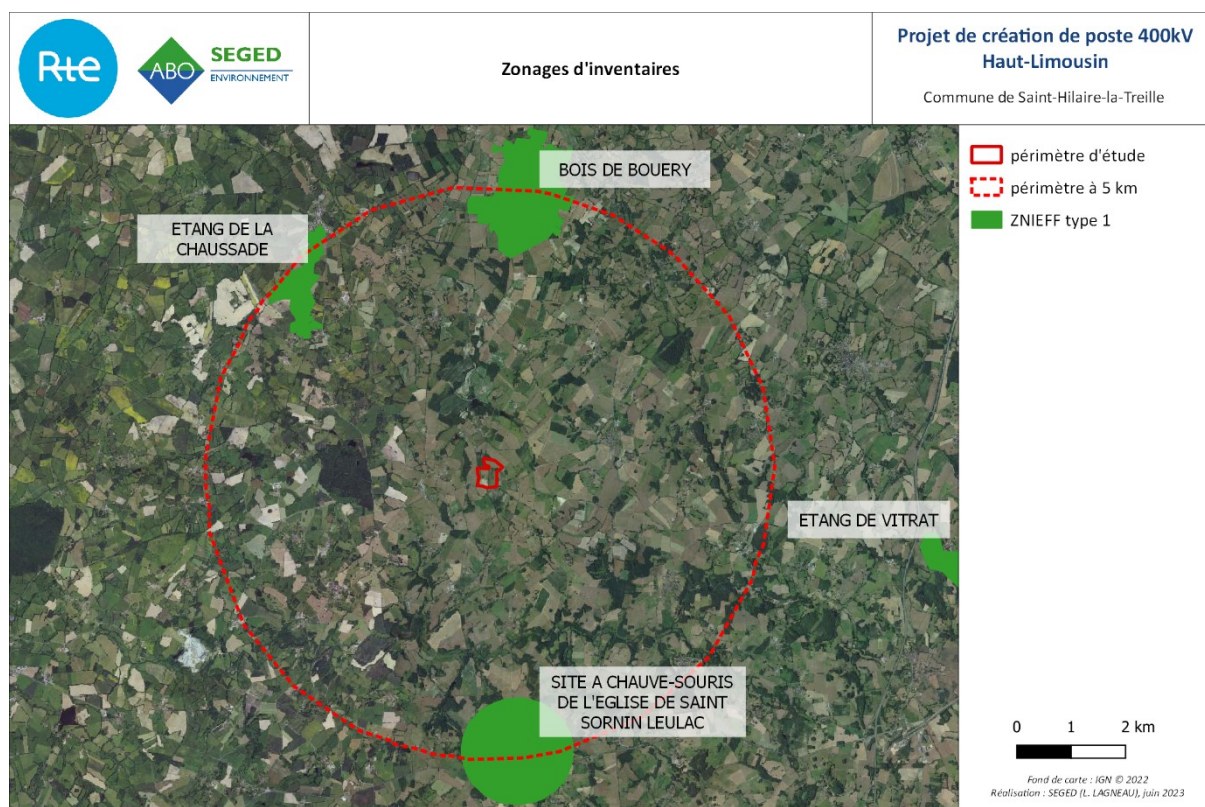 Rte
ABO
SEGED
ENVIRONNEMENT
Zonages d'inventaires
Projet de création de poste 400kV
Haut-Limousin
Commune de Saint-Hilaire-la-Treille
BOIS DE BOUERY
ETANG DE LA
CHAUSSADE
ETANG DE VITRAT
SITE A CHAUVE-SOURIS
DE L'EGLISE DE SAINT
SORNIN LEULAC
périmètre d'étude
périmètre à 5 km
ZNIEFF type 1
0 1 2 km
Fond de carte : IGN © 2022
Réalisation : SEGED (L. LAGNEAU), juin 2023